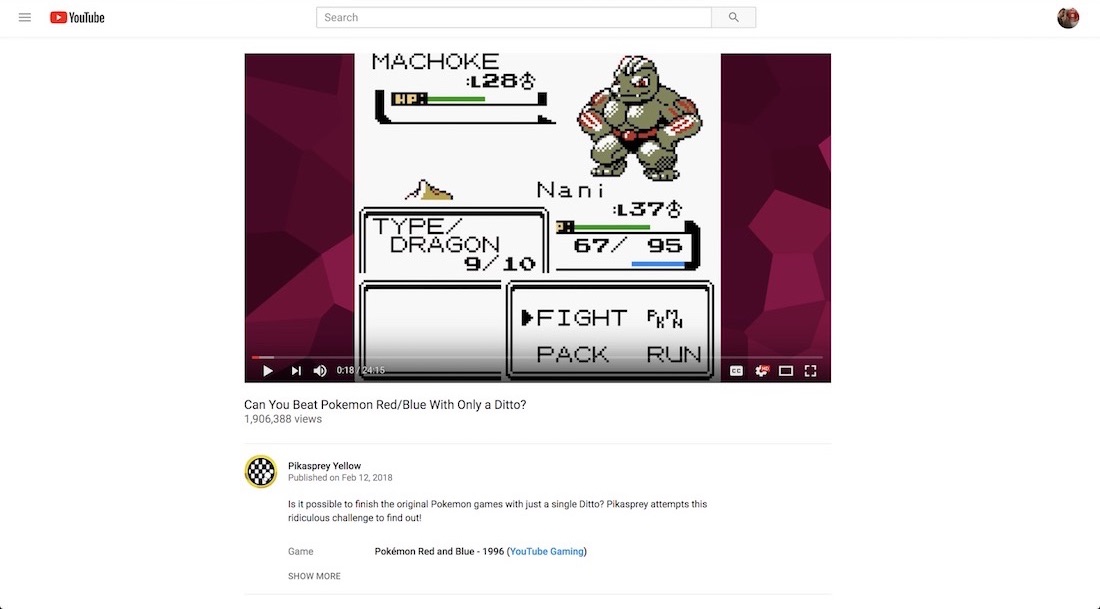 YouTube
Search
MACHOKE
:L28♂
HP
Nani
:L37♂
67/ 95
TYPE/
DRAGON
9/10
FIGHT PKMN
PACK RUN
0:18 / 24:15
CC
HD
Can You Beat Pokemon Red/Blue With Only a Ditto?
1,906,388 views
Pikasprey Yellow
Published on Feb 12, 2018
Is it possible to finish the original Pokemon games with just a single Ditto? Pikasprey attempts this
ridiculous challenge to find out!
Game Pokémon Red and Blue - 1996 (YouTube Gaming)
SHOW MORE